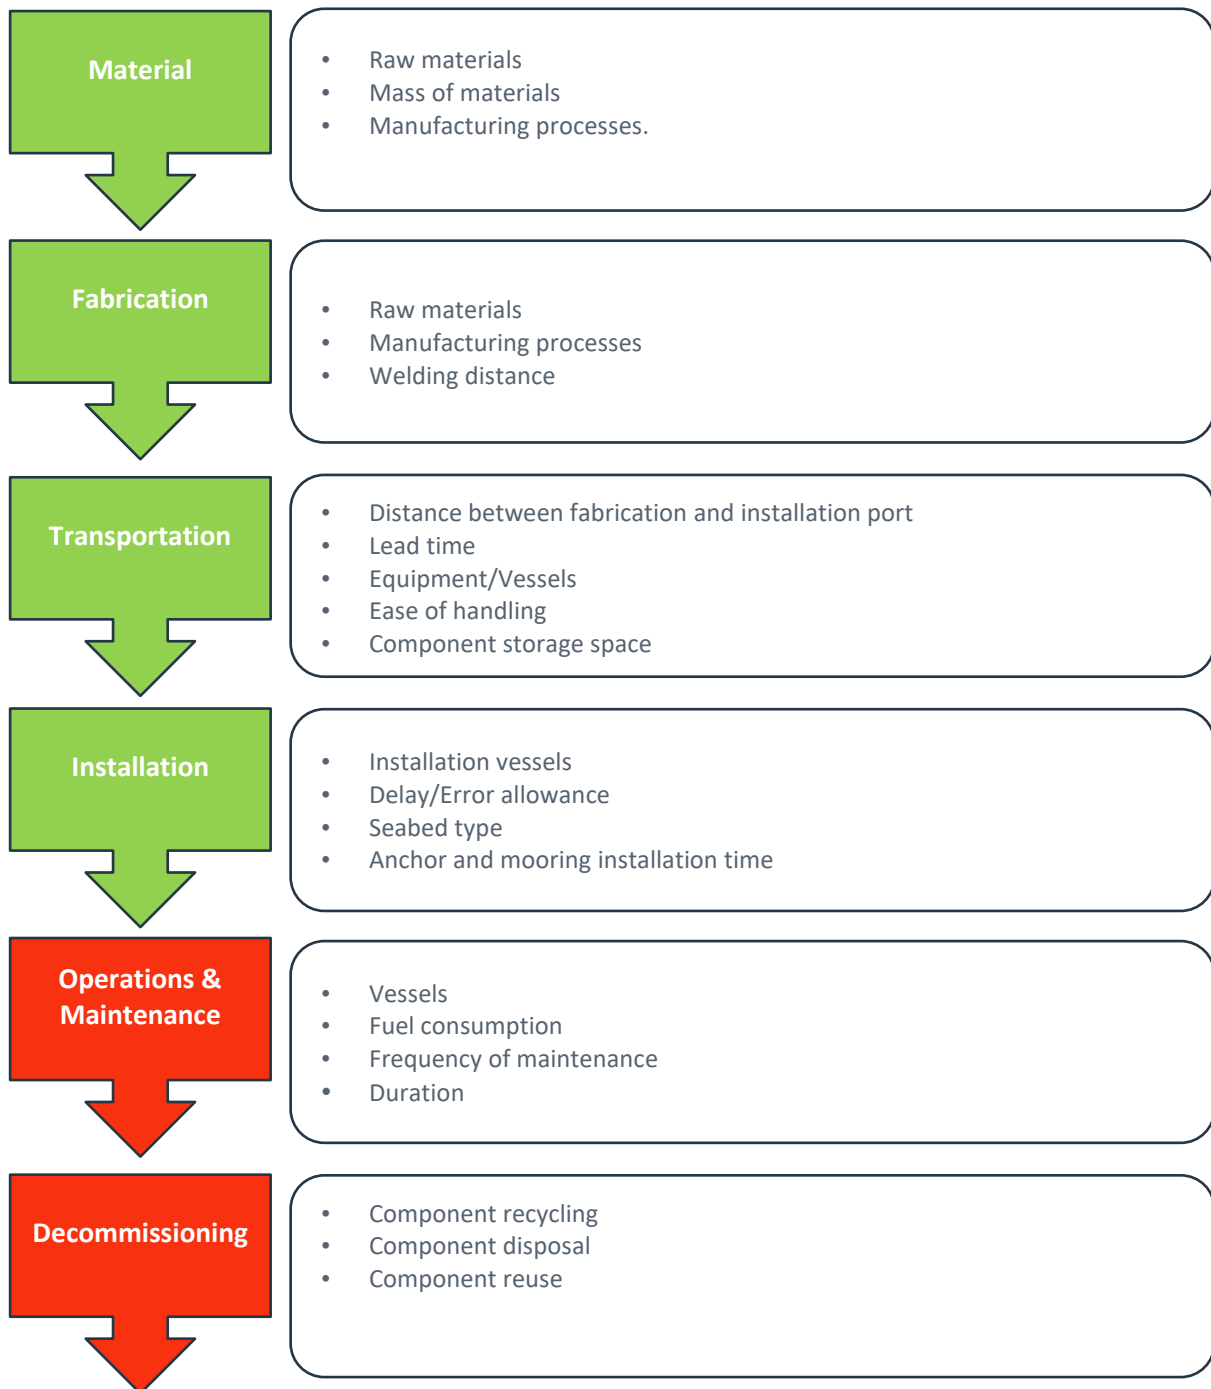 Material
• Raw materials
• Mass of materials
• Manufacturing processes.
Fabrication
• Raw materials
• Manufacturing processes
• Welding distance
Transportation
• Distance between fabrication and installation port
• Lead time
• Equipment/Vessels
• Ease of handling
• Component storage space
Installation
• Installation vessels
• Delay/Error allowance
• Seabed type
• Anchor and mooring installation time
Operations &
Maintenance
• Vessels
• Fuel consumption
• Frequency of maintenance
• Duration
Decommissioning
• Component recycling
• Component disposal
• Component reuse